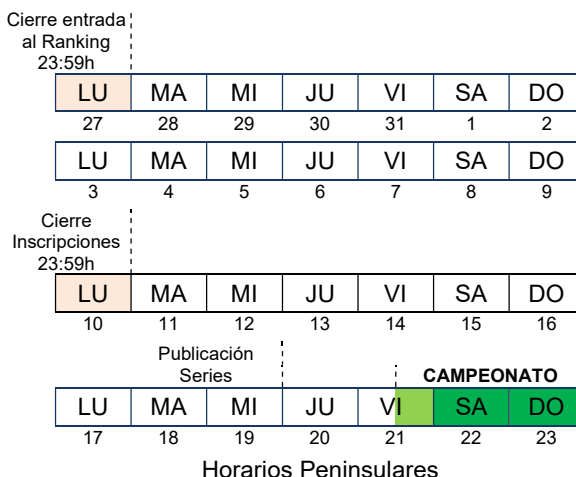 Cierre entrada
al Ranking
23:59h
LU MA MI JU VI SA DO
27 28 29 30 31 1 2
LU MA MI JU VI SA DO
3 4 5 6 7 8 9
Cierre
Inscripciones
23:59h
LU MA MI JU VI SA DO
10 11 12 13 14 15 16
Publicación
Series
CAMPEONATO
LU MA MI JU VI SA DO
17 18 19 20 21 22 23
Horarios Peninsulares